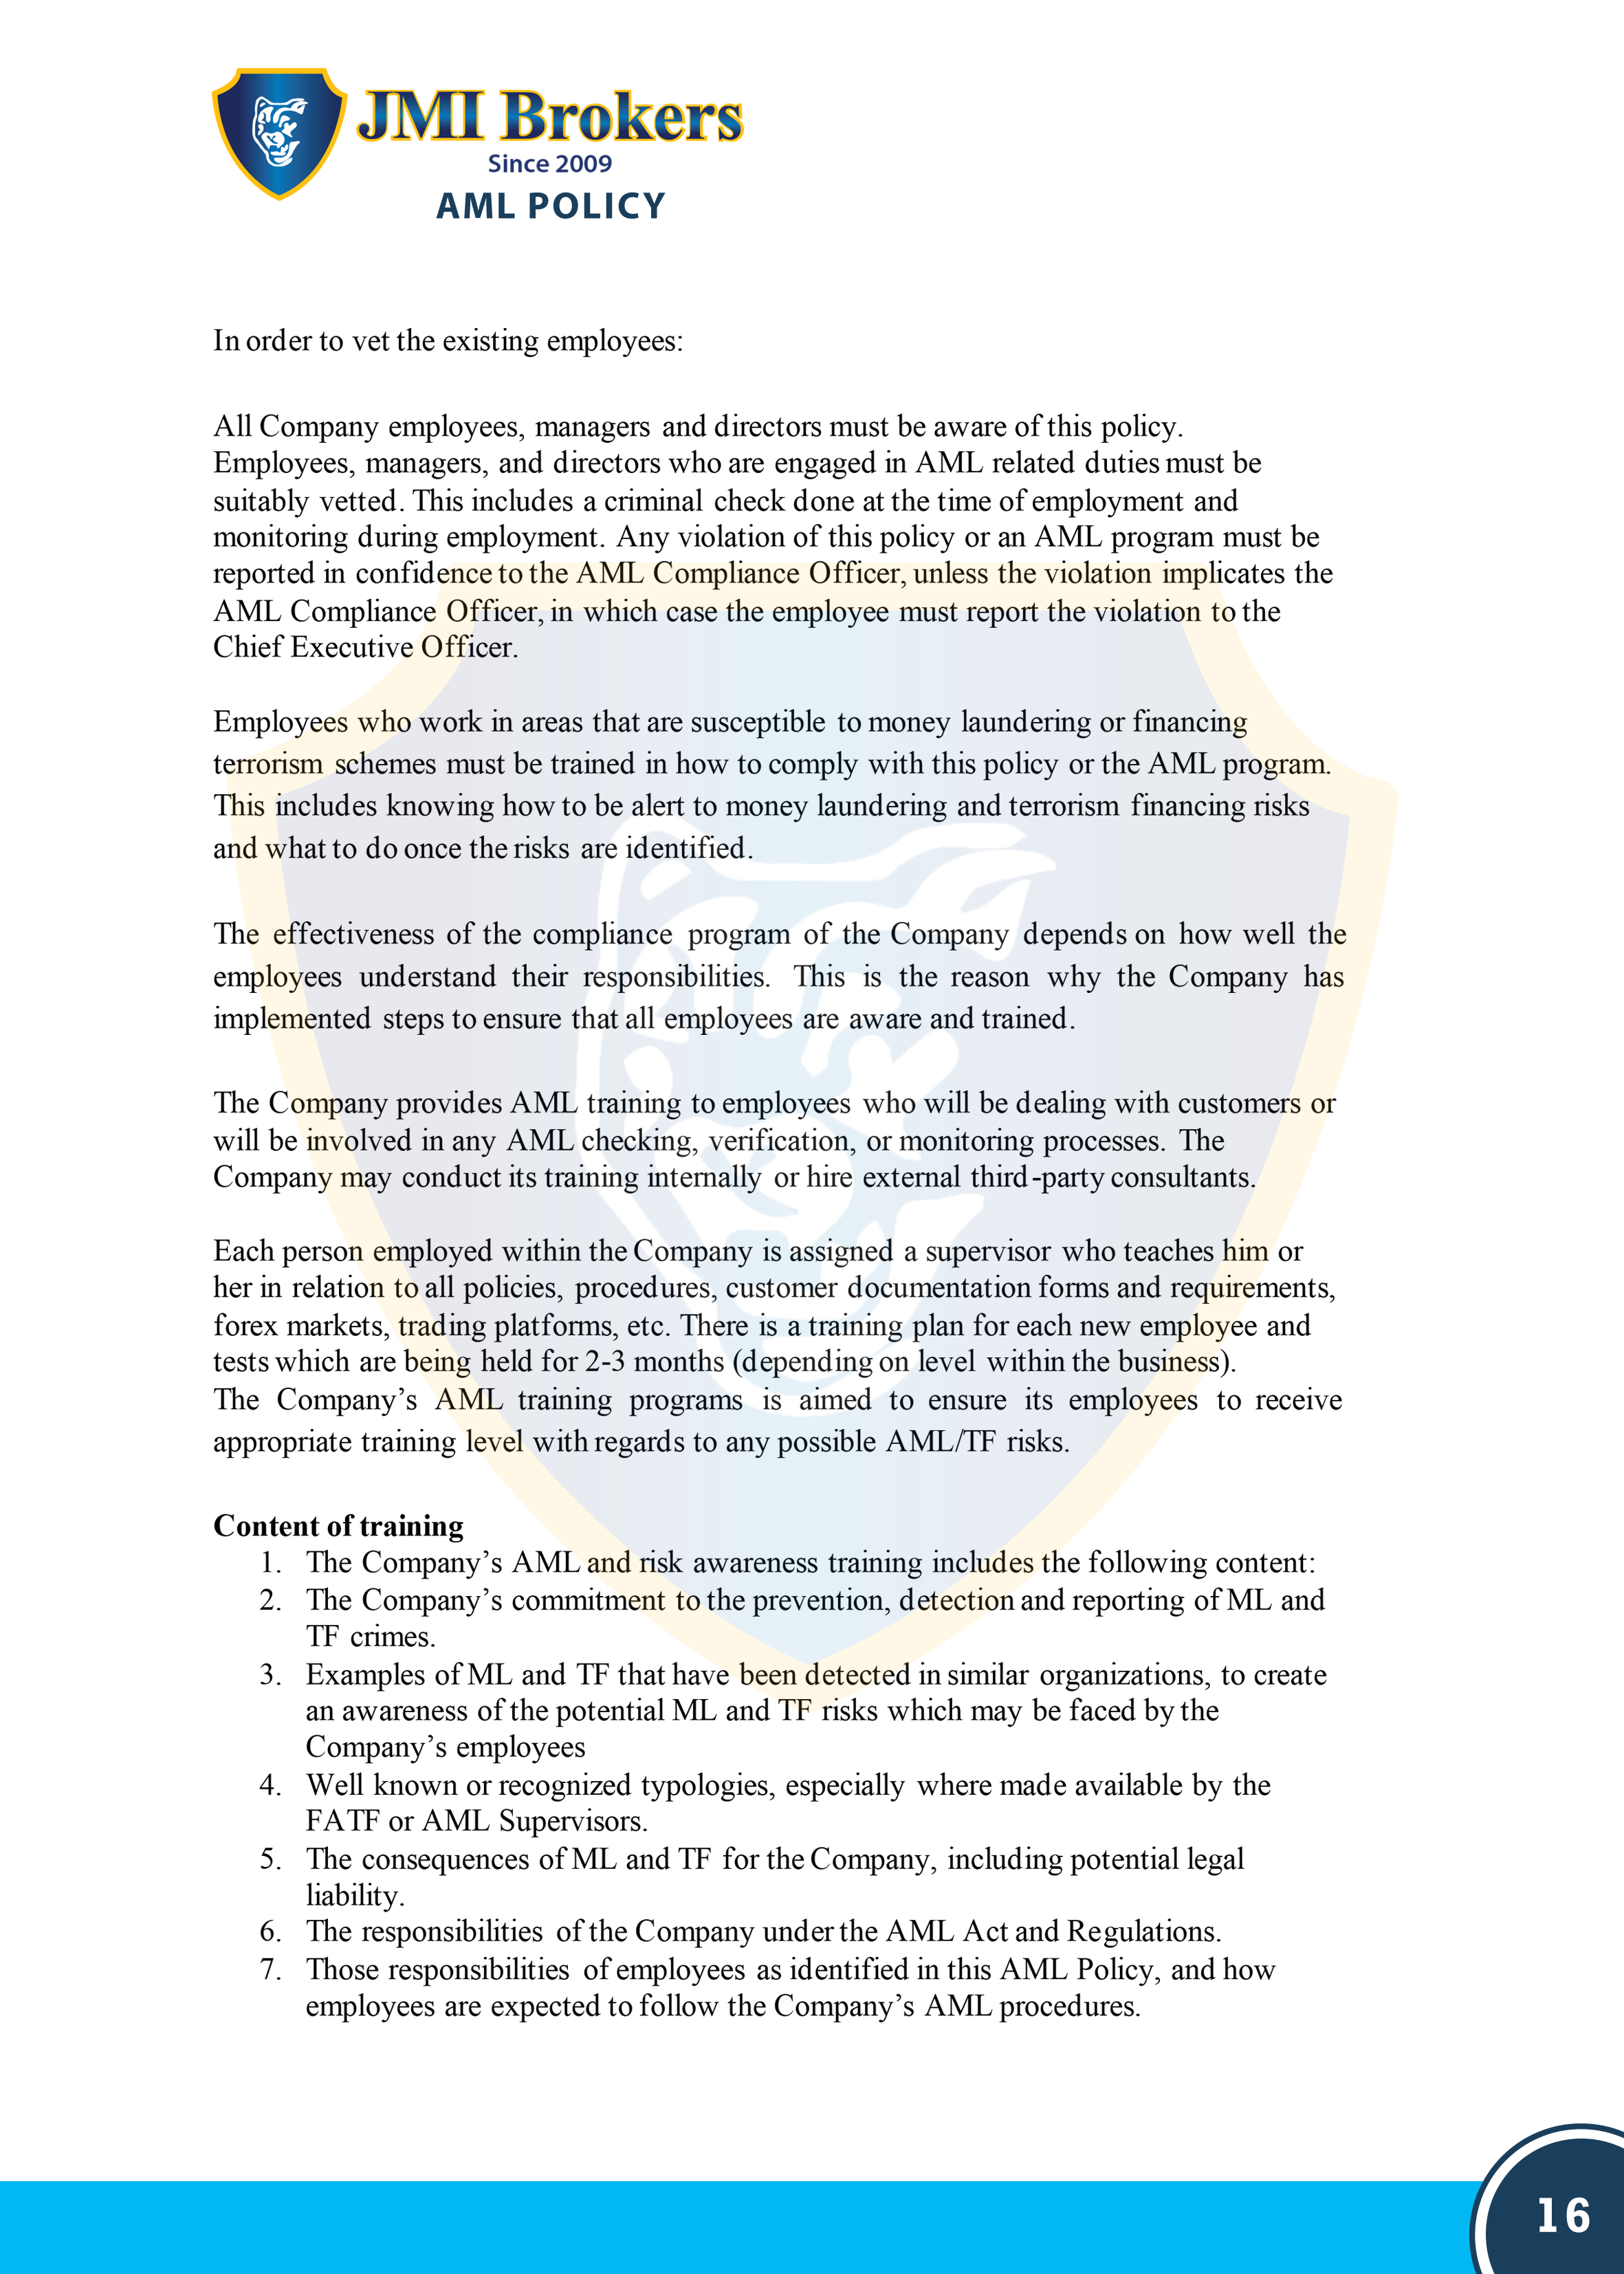 JMI Brokers
Since 2009
AML POLICY
In order to vet the existing employees:
All Company employees, managers and directors must be aware of this policy.
Employees, managers, and directors who are engaged in AML related duties must be
suitably vetted. This includes a criminal check done at the time of employment and
monitoring during employment. Any violation of this policy or an AML program must be
reported in confidence to the AML Compliance Officer, unless the violation implicates the
AML Compliance Officer, in which case the employee must report the violation to the
Chief Executive Officer.
Employees who work in areas that are susceptible to money laundering or financing
terrorism schemes must be trained in how to comply with this policy or the AML program.
This includes knowing how to be alert to money laundering and terrorism financing risks
and what to do once the risks are identified.
The effectiveness of the compliance program of the Company depends on how well the
employees understand their responsibilities. This is the reason why the Company has
implemented steps to ensure that all employees are aware and trained.
The Company provides AML training to employees who will be dealing with customers or
will be involved in any AML checking, verification, or monitoring processes. The
Company may conduct its training internally or hire external third-party consultants.
Each person employed within the Company is assigned a supervisor who teaches him or
her in relation to all policies, procedures, customer documentation forms and requirements,
forex markets, trading platforms, etc. There is a training plan for each new employee and
tests which are being held for 2-3 months (depending on level within the business).
The Company’s AML training programs is aimed to ensure its employees to receive
appropriate training level with regards to any possible AML/TF risks.
Content of training
1. The Company’s AML and risk awareness training includes the following content:
2. The Company’s commitment to the prevention, detection and reporting of ML and
TF crimes.
3. Examples of ML and TF that have been detected in similar organizations, to create
an awareness of the potential ML and TF risks which may be faced by the
Company’s employees
4. Well known or recognized typologies, especially where made available by the
FATF or AML Supervisors.
5. The consequences of ML and TF for the Company, including potential legal
liability.
6. The responsibilities of the Company under the AML Act and Regulations.
7. Those responsibilities of employees as identified in this AML Policy, and how
employees are expected to follow the Company’s AML procedures.
16